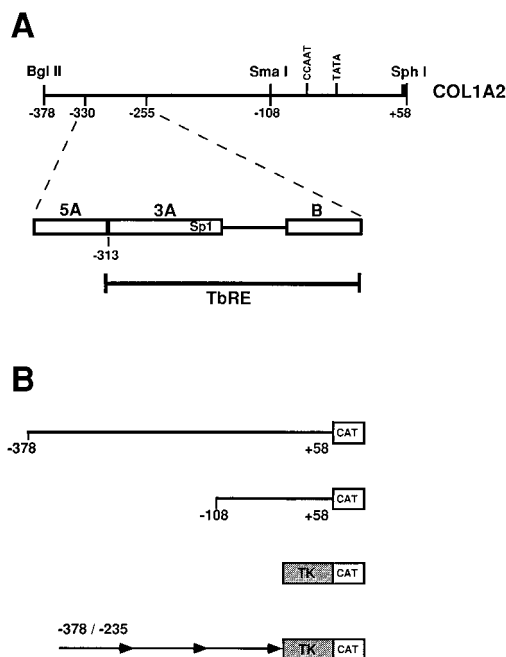 A
Bgl II
Sma I
CCAAT
TATA
Sph I
COL1A2
-378
-330
-255
-108
+58
5A
3A
B
Sp1
-313
TbRE
B
CAT
-378
+58
CAT
-108
+58
TK
CAT
-378 / -235
TK
CAT